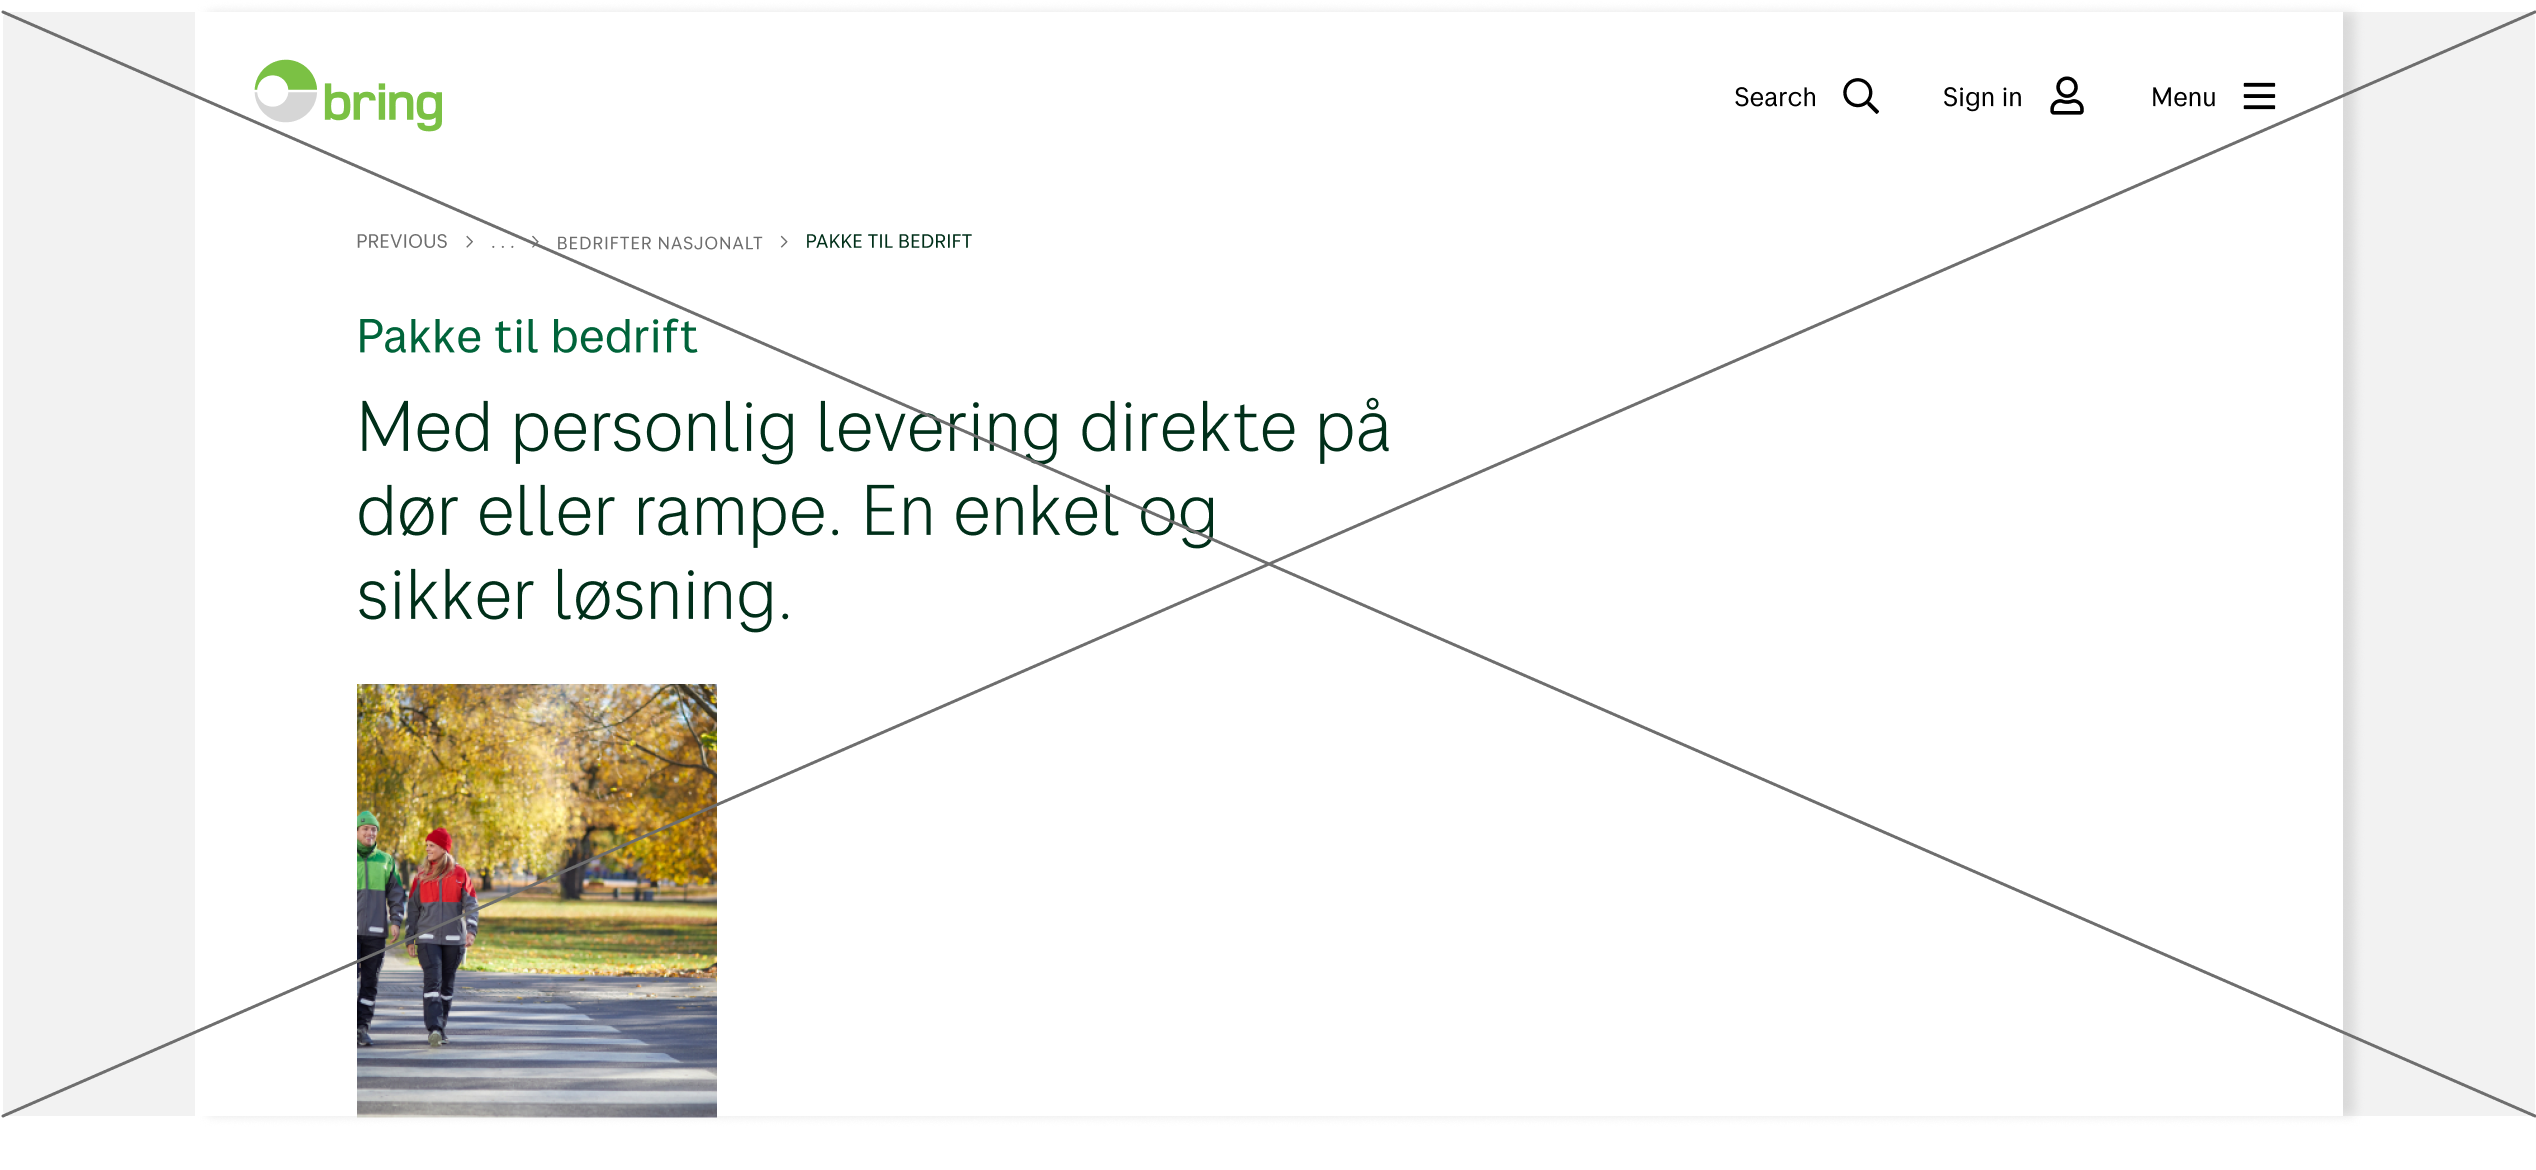 bring
Search Sign in Menu
PREVIOUS > ... > BEDRIFTER NASJONALT > PAKKE TIL BEDRIFT
Pakke til bedrift
Med personlig levering direkte på
dør eller rampe. En enkel og
sikker løsning.